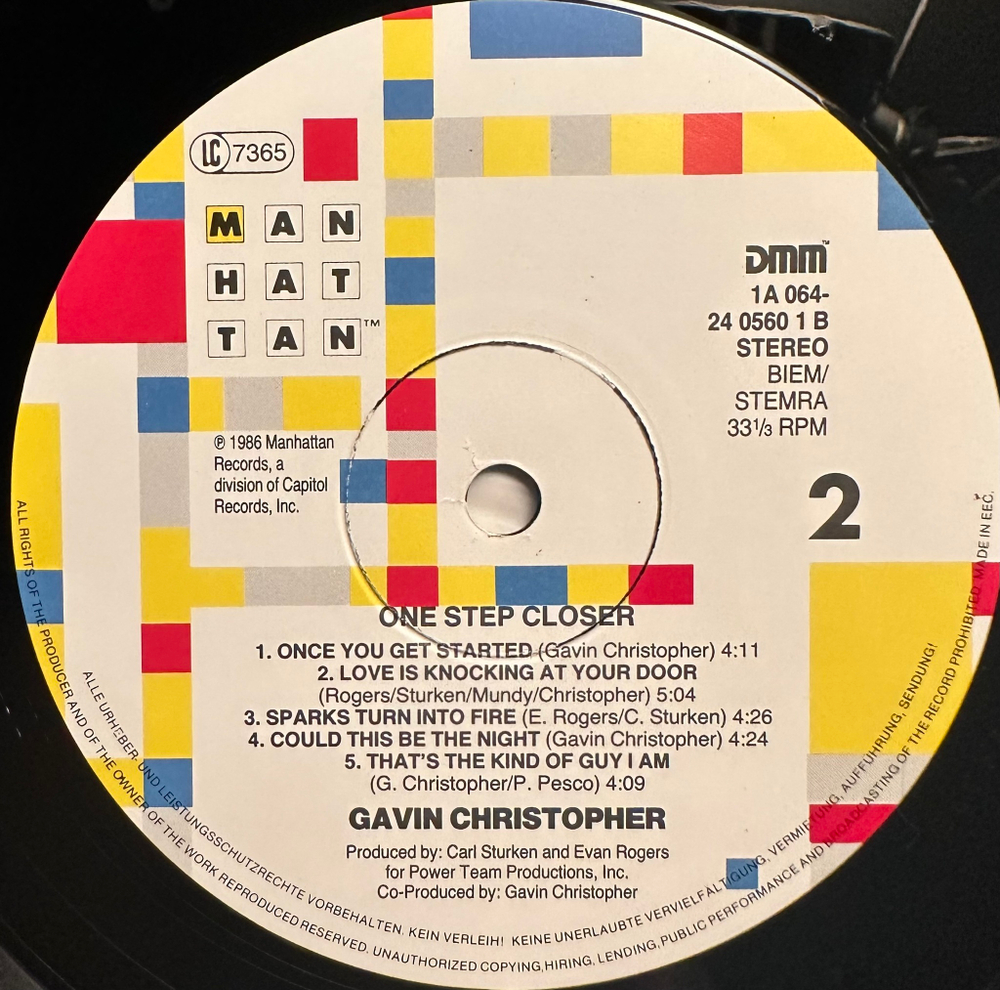 LC 7365
MAN
HAT
TAN™
DMM™
1A 064-
24 0560 1 B
STEREO
BIEM/
STEMRA
33⅓ RPM
℗ 1986 Manhattan
Records, a
division of Capitol
Records, Inc.
2
ONE STEP CLOSER
1. ONCE YOU GET STARTED (Gavin Christopher) 4:11
2. LOVE IS KNOCKING AT YOUR DOOR
(Rogers/Sturken/Mundy/Christopher) 5:04
3. SPARKS TURN INTO FIRE (E. Rogers/C. Sturken) 4:26
4. COULD THIS BE THE NIGHT (Gavin Christopher) 4:24
5. THAT'S THE KIND OF GUY I AM
(G. Christopher/P. Pesco) 4:09
GAVIN CHRISTOPHER
Produced by: Carl Sturken and Evan Rogers
for Power Team Productions, Inc.
Co-Produced by: Gavin Christopher
ALLE URHEBER- UND LEISTUNGSSCHUTZRECHTE VORBEHALTEN. KEIN VERLEIH! KEINE UNERLAUBTE VERVIELFÄLTIGUNG, VERMIETUNG, AUFFÜHRUNG, SENDUNG!
ALL RIGHTS OF THE PRODUCER AND OF THE OWNER OF THE WORK REPRODUCED RESERVED. UNAUTHORIZED COPYING, HIRING, LENDING, PUBLIC PERFORMANCE AND BROADCASTING OF THE RECORD PROHIBITED. MADE IN EEC.